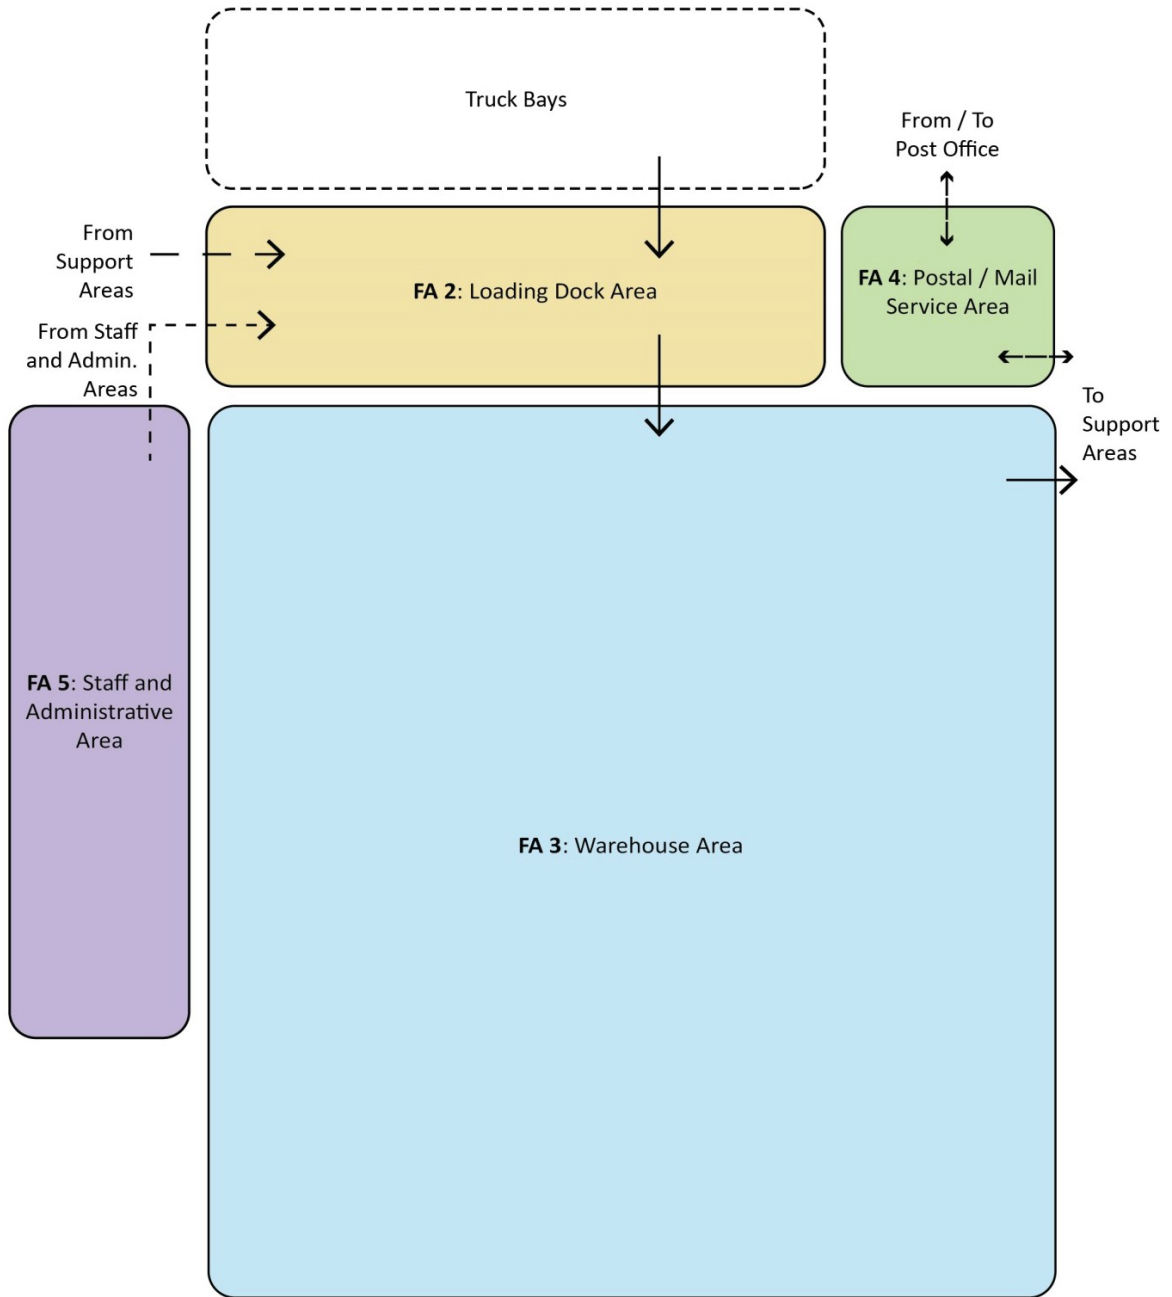 Truck Bays
From / To
Post Office
From
Support
Areas
FA 2: Loading Dock Area
FA 4: Postal / Mail
Service Area
From Staff
and Admin.
Areas
To
Support
Areas
FA 5: Staff and
Administrative
Area
FA 3: Warehouse Area